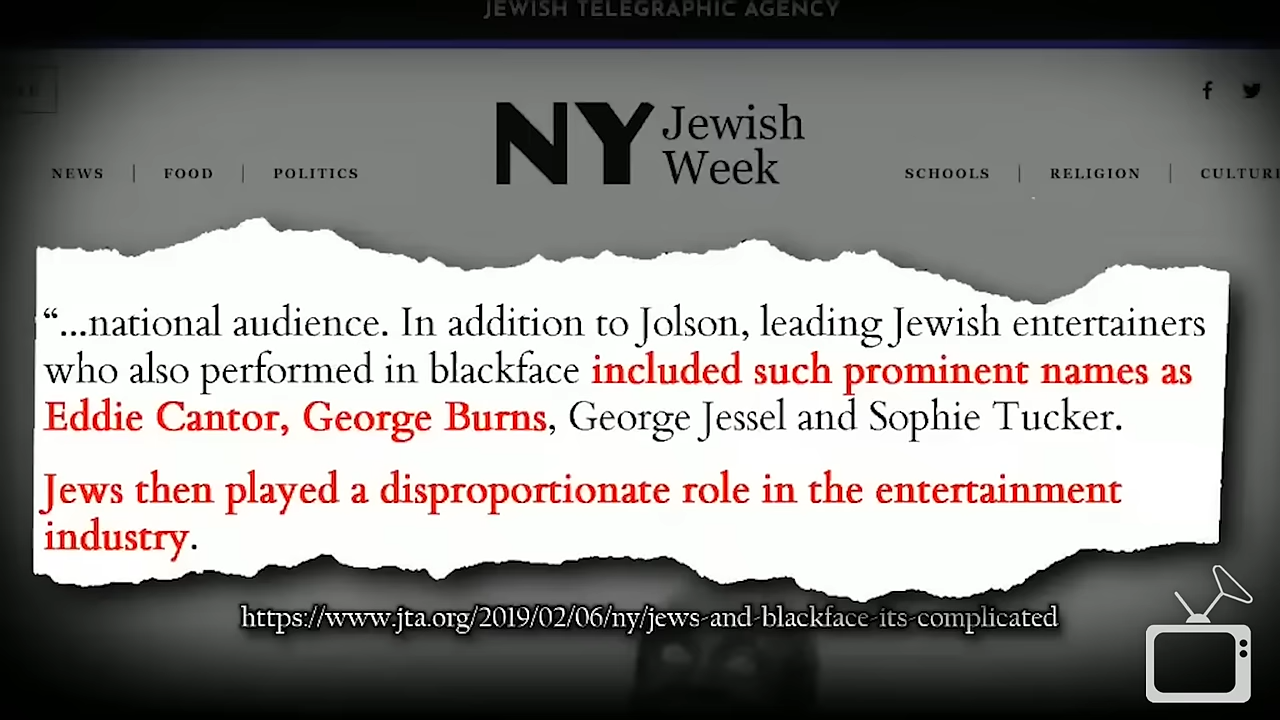 JEWISH TELEGRAPHIC AGENCY
NY Jewish
Week
NEWS | FOOD | POLITICS
SCHOOLS | RELIGION | CULTUR
“...national audience. In addition to Jolson, leading Jewish entertainers
who also performed in blackface included such prominent names as
Eddie Cantor, George Burns, George Jessel and Sophie Tucker.
Jews then played a disproportionate role in the entertainment
industry.
https://www.jta.org/2019/02/06/ny/jews-and-blackface-its-complicated